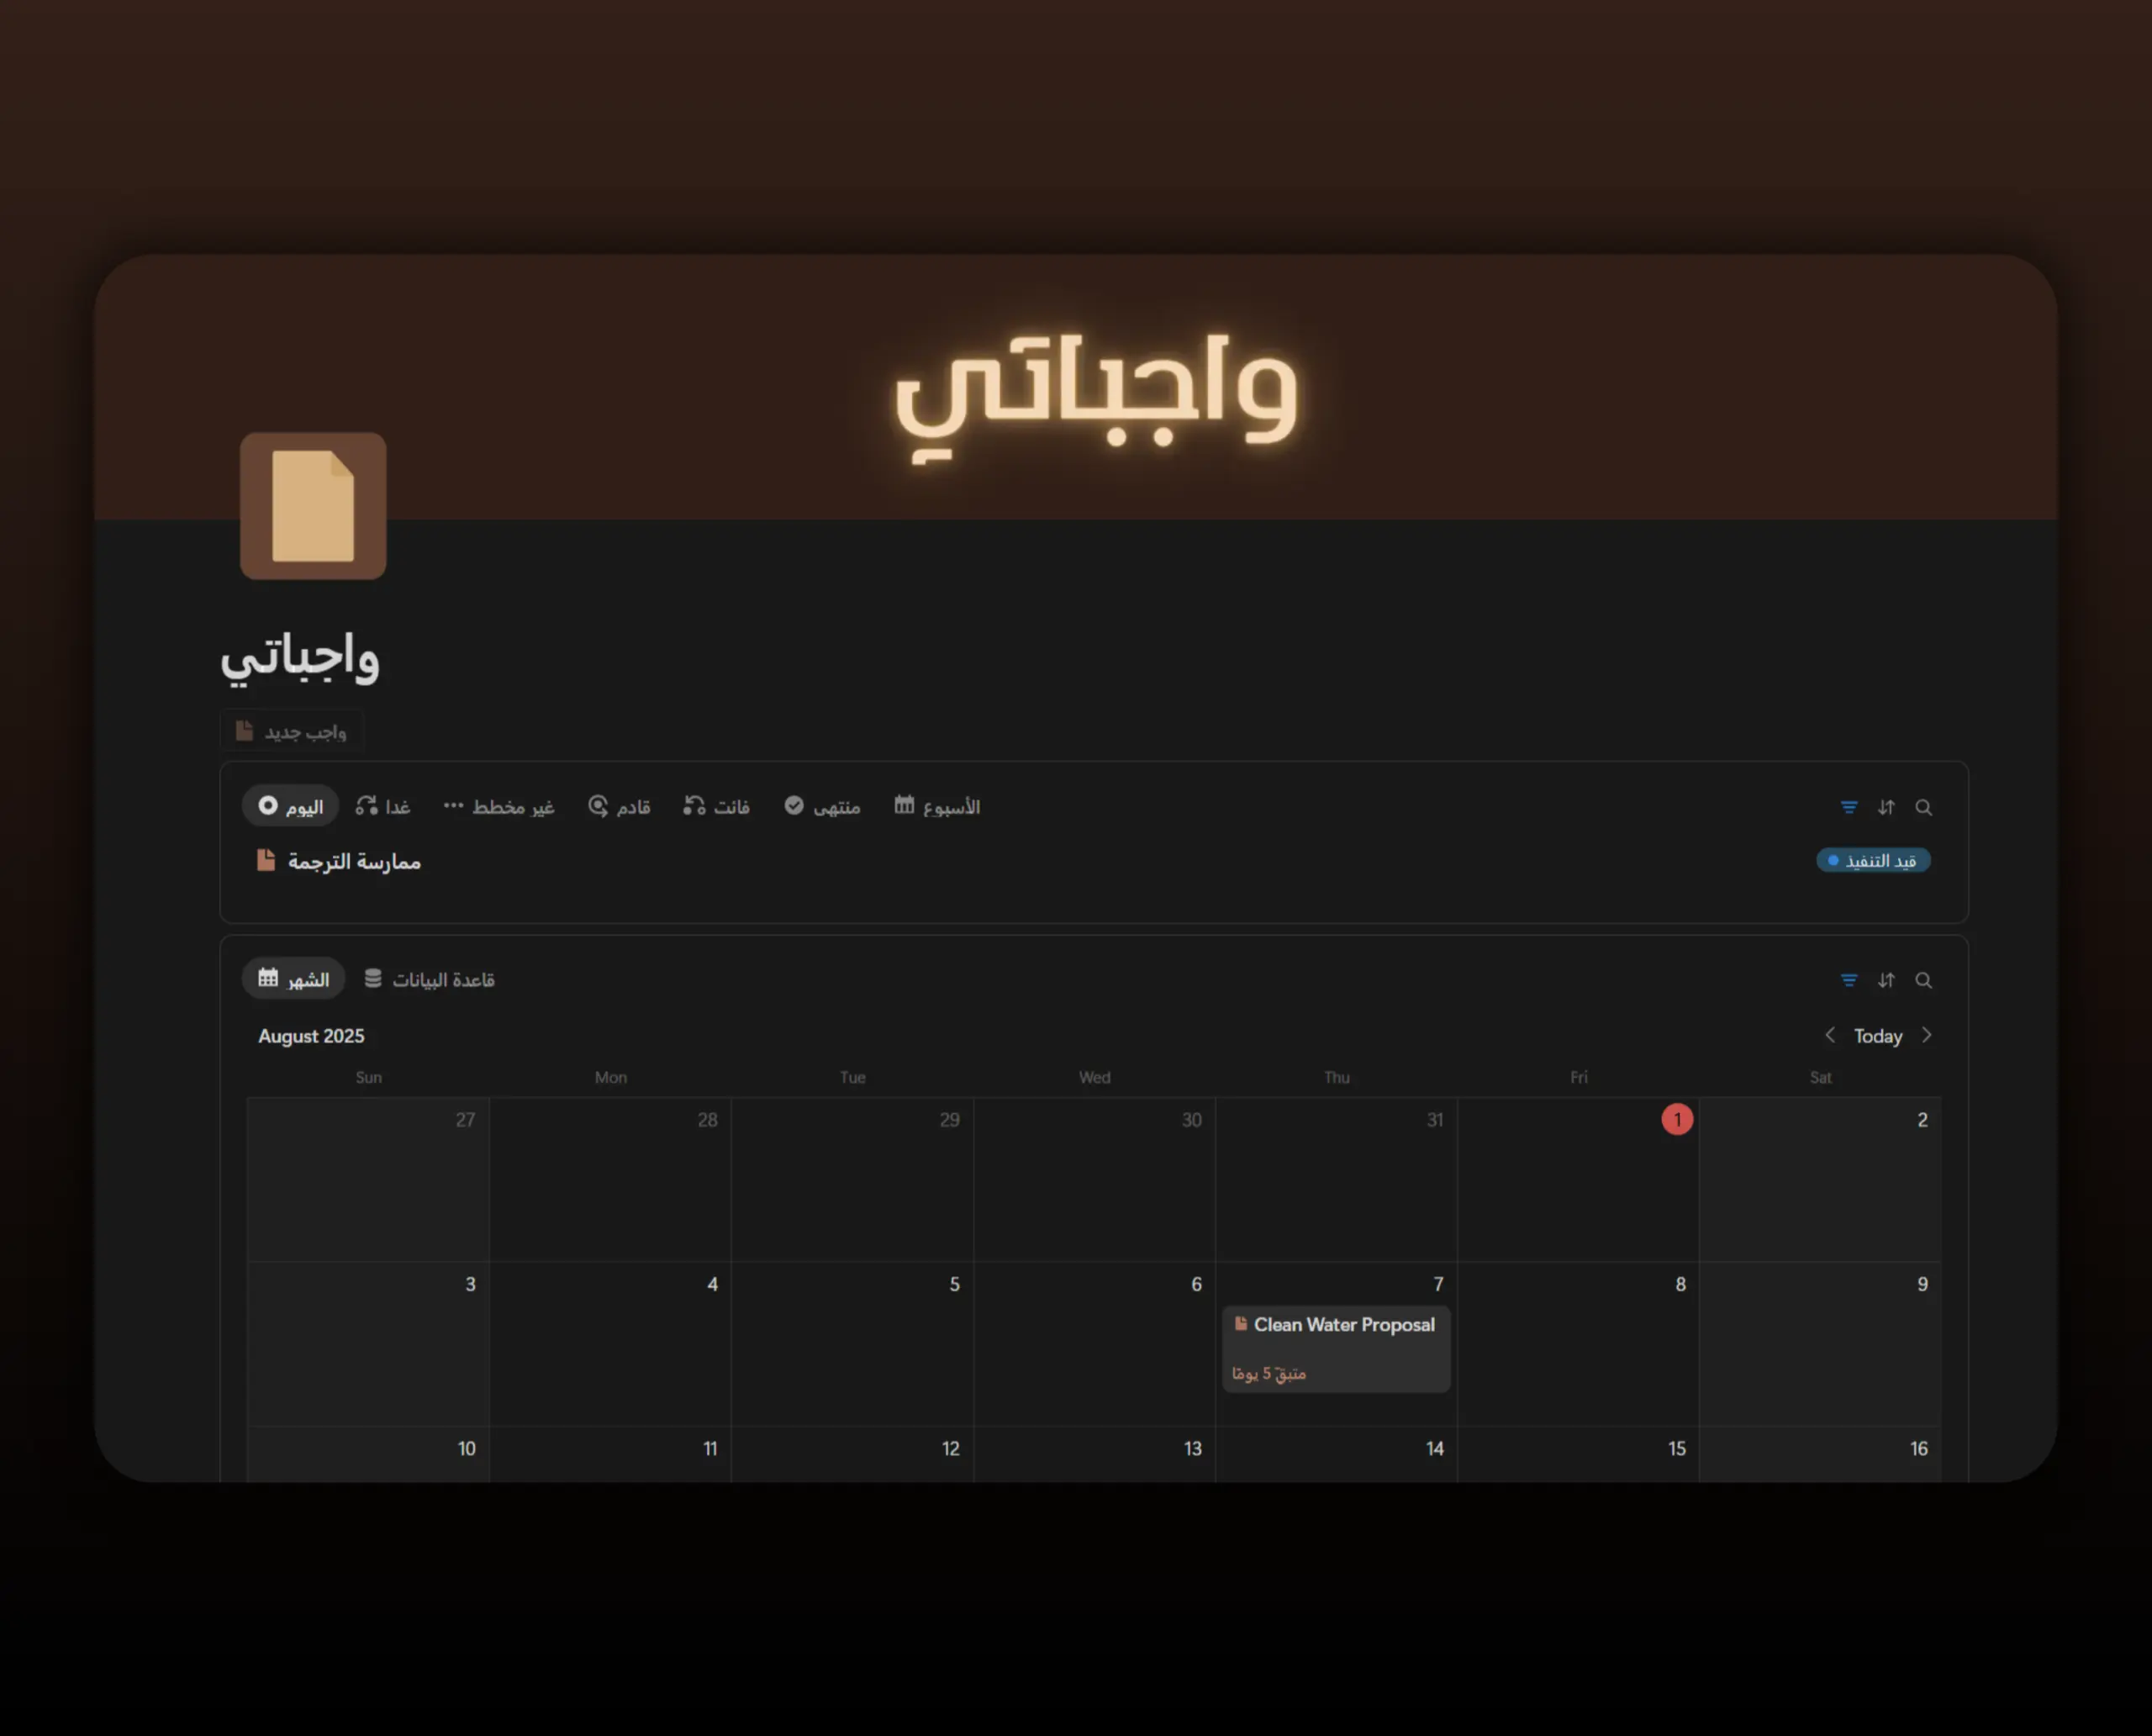 واجباتي
واجباتي
واجب جديد
اليوم غدا غير مخطط قادم فائت منتهى الأسبوع
ممارسة الترجمة قيد التنفيذ
الشهر قاعدة البيانات
August 2025 Today
Sun Mon Tue Wed Thu Fri Sat
27 28 29 30 31 1 2
3 4 5 6 7 8 9
Clean Water Proposal
متبقّ 5 يومًا
10 11 12 13 14 15 16